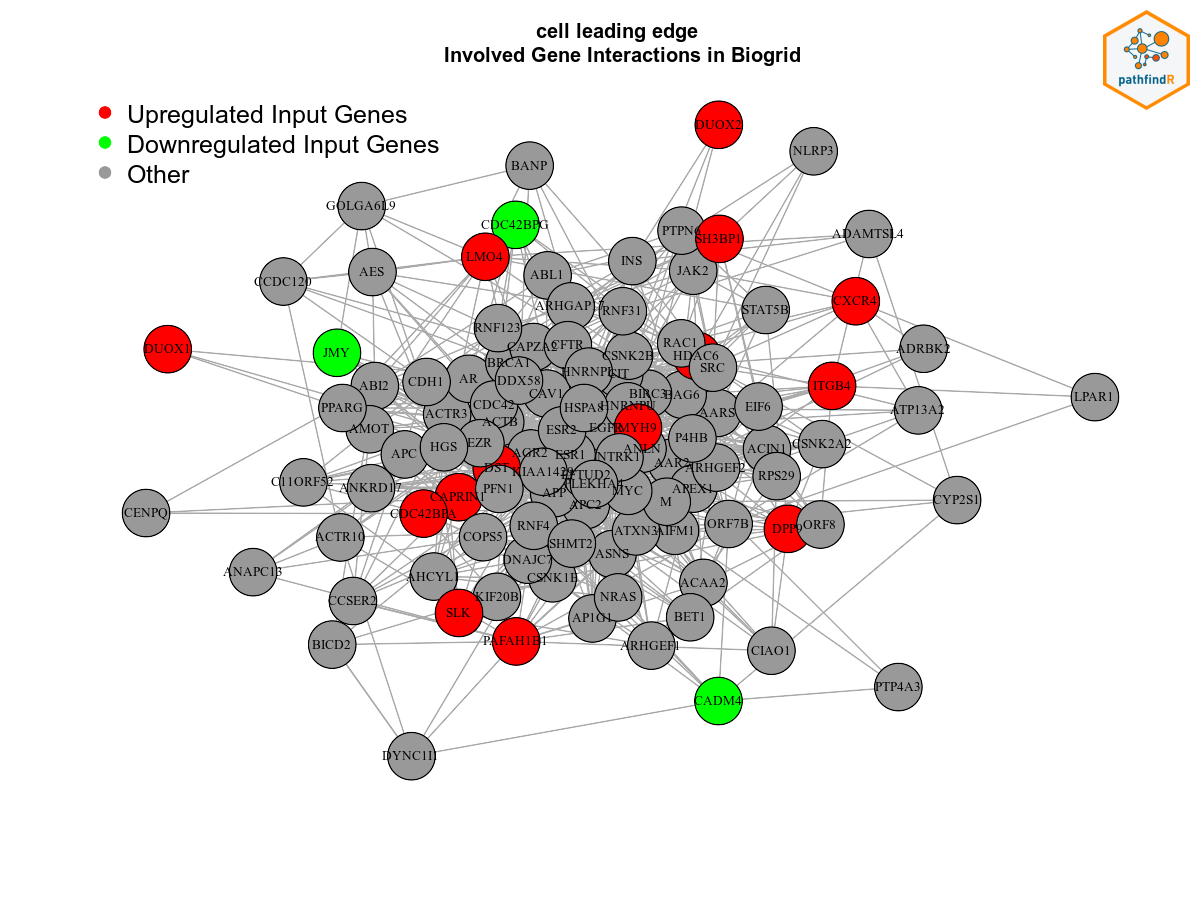 cell leading edge
Involved Gene Interactions in Biogrid
pathfindR
Upregulated Input Genes
Downregulated Input Genes
Other
DUOX2
NLRP3
BANP
GOLGA6L9
CDC42BPG
PTPN6
SH3BP1
ADAMTSL4
LMO4
AES
ABL1
INS
JAK2
CCDC120
CXCR4
ARHGAP17
RNF31
STAT5B
RNF123
DUOX1
JMY
CAPZA2
CFTR
CSNK2B
RAC1
HDAC6
SRC
ADRBK2
BRCA1
ABI2
CDH1
AR
DDX58
HNRNPL
KIT
ITGB4
LPAR1
PPARG
ACTR3
CDC42
CAV1
HSPA8
HNRNPU
BIRC3
BAG6
AARS
EIF6
ATP13A2
AMOT
ACTB
ESR2
EGFR
MYH9
P4HB
APC
HGS
EZR
AGR2
ESR1
NTRK1
ANLN
AAR2
ARHGEF2
ACIN1
CSNK2A2
C11ORF52
ANKRD17
DST
KIAA1429
EFTUD2
PLEKHA4
RPS29
CENPQ
CAPRIN1
PFN1
APP
APC2
MYC
APEX1
M
CYP2S1
CDC42BPA
ACTR10
COPS5
RNF4
SHMT2
ATXN3
AIFM1
ORF7B
DPP9
ORF8
ANAPC13
AHCYL1
DNAJC7
CSNK1E
ASNS
ACAA2
CCSER2
KIF20B
SLK
NRAS
AP1G1
BET1
BICD2
PAFAH1B1
ARHGEF1
CIAO1
CADM4
PTP4A3
DYNC1I1